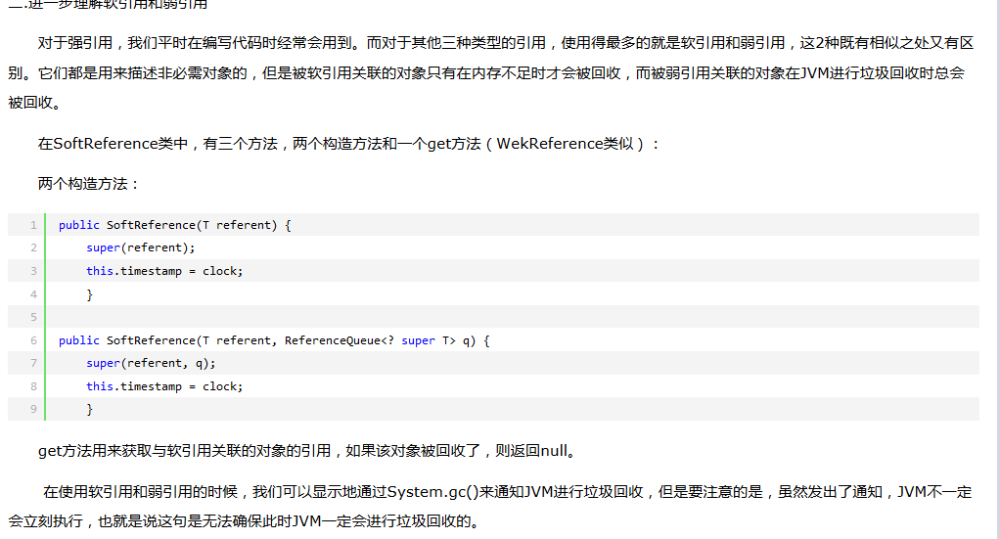 二.进一步理解软引用和弱引用
对于强引用，我们平时在编写代码时经常会用到。而对于其他三种类型的引用，使用得最多的就是软引用和弱引用，这2种既有相似之处又有区
别。它们都是用来描述非必需对象的，但是被软引用关联的对象只有在内存不足时才会被回收，而被弱引用关联的对象在JVM进行垃圾回收时总会
被回收。
在SoftReference类中，有三个方法，两个构造方法和一个get方法（WekReference类似）：
两个构造方法：
1 public SoftReference(T referent) {
2 super(referent);
3 this.timestamp = clock;
4 }
5
6 public SoftReference(T referent, ReferenceQueue<? super T> q) {
7 super(referent, q);
8 this.timestamp = clock;
9 }
get方法用来获取与软引用关联的对象的引用，如果该对象被回收了，则返回null。
在使用软引用和弱引用的时候，我们可以显示地通过System.gc()来通知JVM进行垃圾回收，但是要注意的是，虽然发出了通知，JVM不一定
会立刻执行，也就是说这句是无法确保此时JVM一定会进行垃圾回收的。